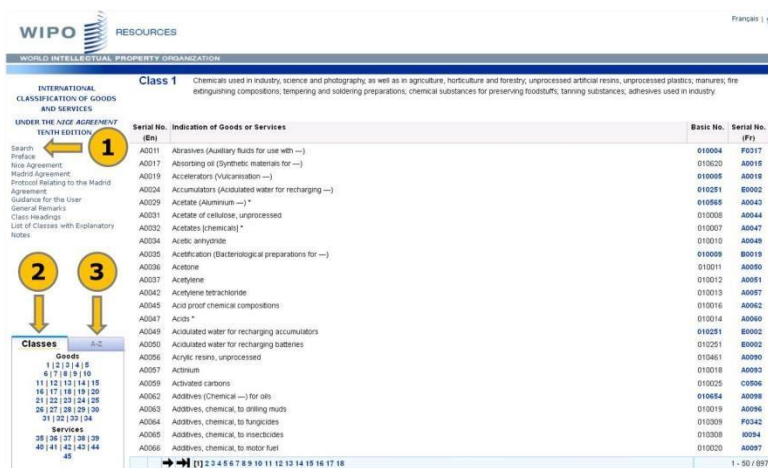 Français |
WIPO
RESOURCES
WORLD INTELLECTUAL PROPERTY ORGANIZATION
INTERNATIONAL
CLASSIFICATION OF GOODS
AND SERVICES
UNDER THE NICE AGREEMENT
TENTH EDITION
Search
Preface
Nice Agreement
Madrid Agreement
Protocol Relating to the Madrid
Agreement
Guidance for the User
General Remarks
Class Headings
List of Classes with Explanatory
Notes
1
2
3
Classes
A-Z
Goods
1 | 2 | 3 | 4 | 5
6 | 7 | 8 | 9 | 10
11 | 12 | 13 | 14 | 15
16 | 17 | 18 | 19 | 20
21 | 22 | 23 | 24 | 25
26 | 27 | 28 | 29 | 30
31 | 32 | 33 | 34
Services
35 | 36 | 37 | 38 | 39
40 | 41 | 42 | 43 | 44
45
Class 1 Chemicals used in industry, science and photography, as well as in agriculture, horticulture and forestry; unprocessed artificial resins, unprocessed plastics; manures; fire
extinguishing compositions; tempering and soldering preparations; chemical substances for preserving foodstuffs; tanning substances; adhesives used in industry.
Serial No. Indication of Goods or Services Basic No. Serial No.
(En) (Fr)
A0011 Abrasives (Auxiliary fluids for use with —) 010004 F0317
A0017 Absorbing oil (Synthetic materials for —) 010620 A0015
A0019 Accelerators (Vulcanisation —) 010005 A0018
A0024 Accumulators (Acidulated water for recharging —) 010251 E0002
A0029 Acetate (Aluminium —) * 010565 A0043
A0031 Acetate of cellulose, unprocessed 010008 A0044
A0032 Acetates [chemicals] * 010007 A0047
A0034 Acetic anhydride 010010 A0049
A0035 Acetification (Bacteriological preparations for —) 010009 B0019
A0036 Acetone 010011 A0050
A0037 Acetylene 010012 A0051
A0042 Acetylene tetrachloride 010013 A0057
A0045 Acid proof chemical compositions 010016 A0062
A0047 Acids * 010014 A0060
A0049 Acidulated water for recharging accumulators 010251 E0002
A0050 Acidulated water for recharging batteries 010251 E0002
A0056 Acrylic resins, unprocessed 010461 A0090
A0057 Actinium 010018 A0093
A0059 Activated carbons 010025 C0506
A0062 Additives (Chemical —) for oils 010654 A0098
A0063 Additives, chemical, to drilling muds 010019 A0096
A0064 Additives, chemical, to fungicides 010309 F0342
A0065 Additives, chemical, to insecticides 010308 I0094
A0066 Additives, chemical, to motor fuel 010020 A0097
[1] 2 3 4 5 6 7 8 9 10 11 12 13 14 15 16 17 18 1 - 50 / 897